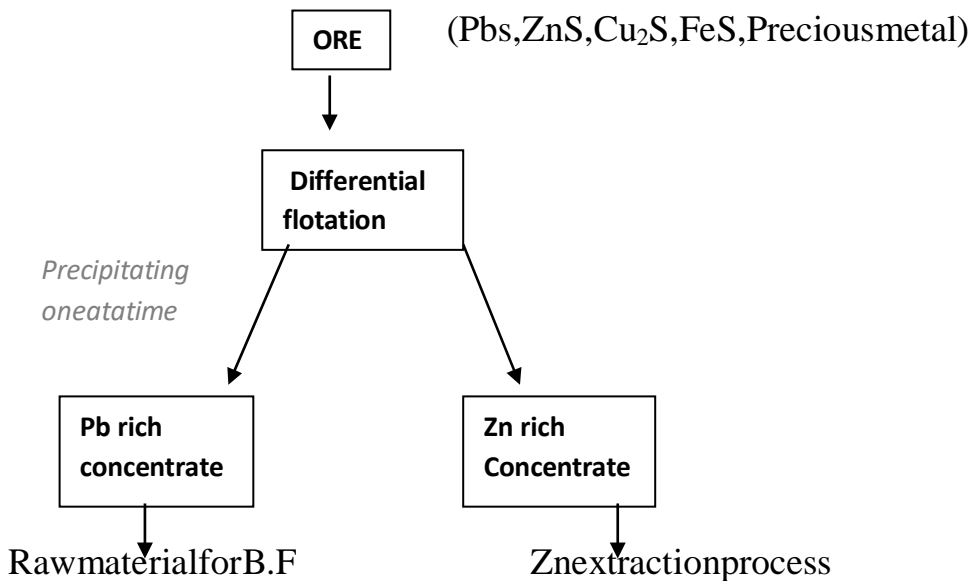 ORE
(Pbs,ZnS,Cu₂S,FeS,Preciousmetal)
Differential
flotation
Precipitating
oneatatime
Pb rich
concentrate
Zn rich
Concentrate
RawmaterialforB.F
Znextractionprocess